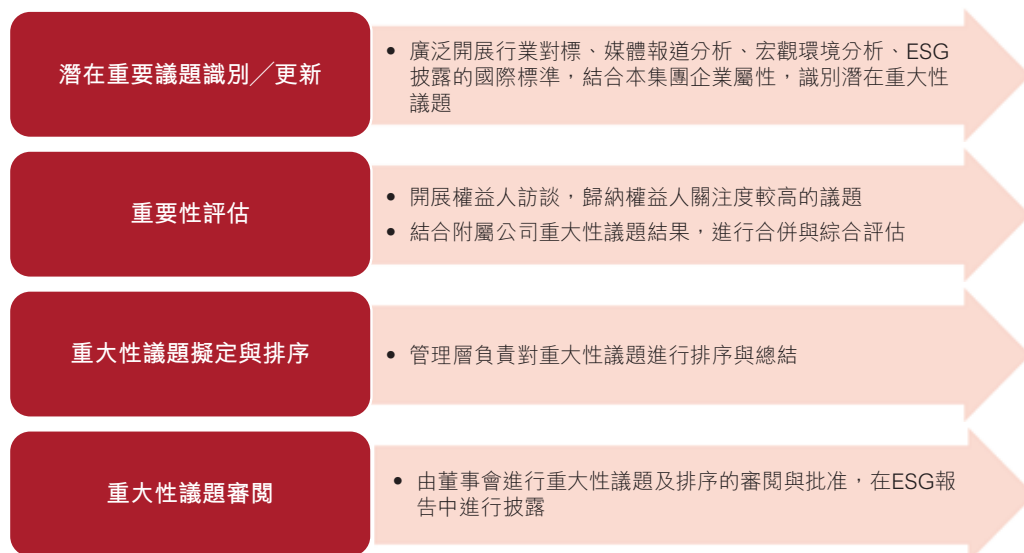 潛在重要議題識別╱更新
• 廣泛開展行業對標、媒體報道分析、宏觀環境分析、ESG
披露的國際標準，結合本集團企業屬性，識別潛在重大性
議題
重要性評估
• 開展權益人訪談，歸納權益人關注度較高的議題
• 結合附屬公司重大性議題結果，進行合併與綜合評估
重大性議題擬定與排序
• 管理層負責對重大性議題進行排序與總結
重大性議題審閱
• 由董事會進行重大性議題及排序的審閱與批准，在ESG報
告中進行披露